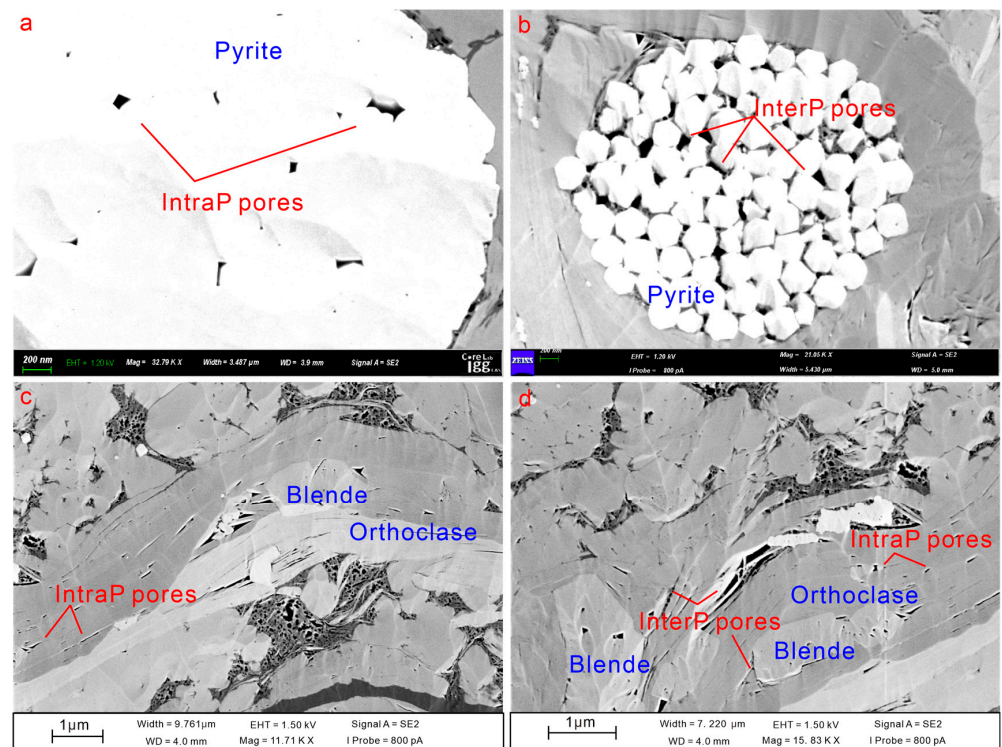 a
Pyrite
IntraP pores
200 nm
EHT = 1.20 kV
Mag = 32.79 K X
Width = 3.487 µm
WD = 3.9 mm
Signal A = SE2
Core Lab
Igg
b
InterP pores
Pyrite
ZEISS
200 nm
EHT = 1.20 kV
Mag = 21.05 K X
Signal A = SE2
I Probe = 800 pA
Width = 5.430 µm
WD = 5.0 mm
c
Blende
Orthoclase
IntraP pores
1µm
Width = 9.761µm
EHT = 1.50 kV
Signal A = SE2
WD = 4.0 mm
Mag = 11.71 K X
I Probe = 800 pA
d
IntraP pores
Orthoclase
InterP pores
Blende
Blende
1µm
Width = 7. 220 µm
EHT = 1.50 kV
Signal A = SE2
WD = 4.0 mm
Mag = 15. 83 K X
I Probe = 800 pA